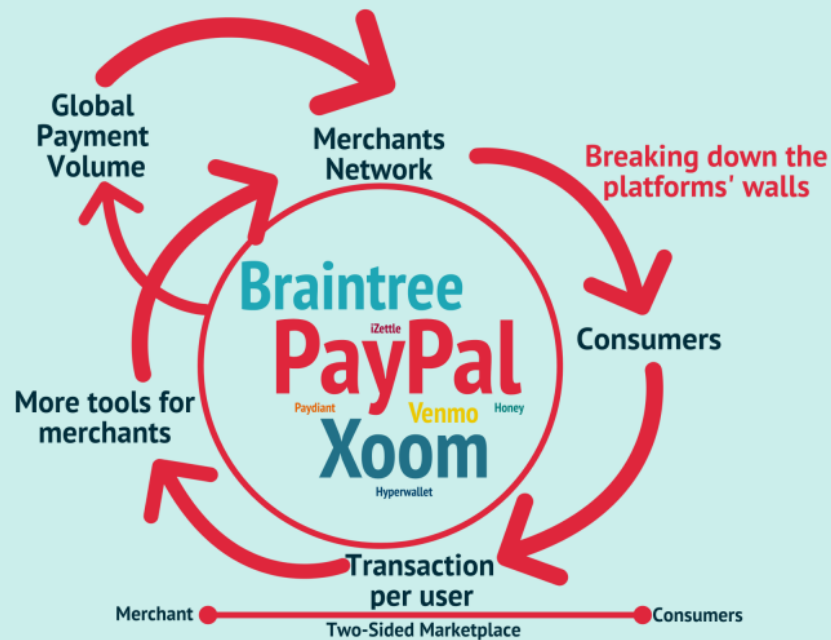 Global
Payment
Volume
Merchants
Network
Breaking down the
platforms' walls
Braintree
iZettle
PayPal
Paydiant
Venmo
Honey
Xoom
Hyperwallet
Consumers
More tools for
merchants
Transaction
per user
Merchant
Consumers
Two-Sided Marketplace